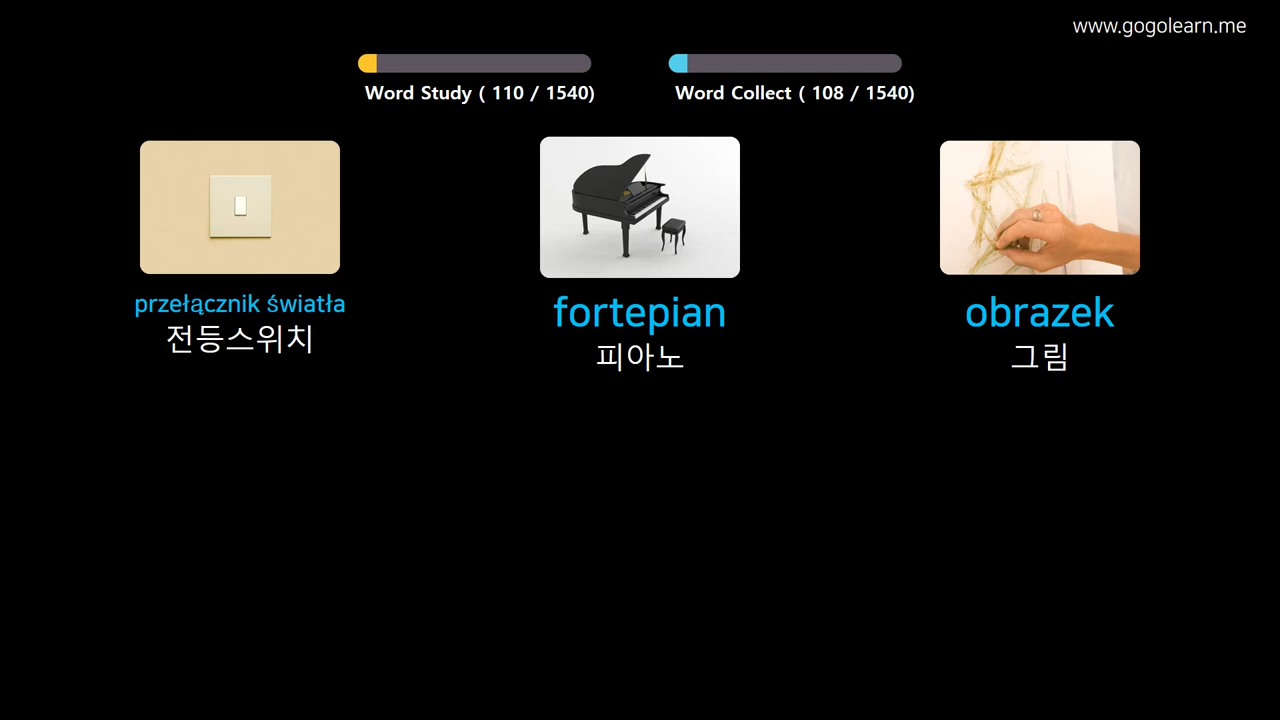 www.gogolearn.me
Word Study ( 110 / 1540)
Word Collect ( 108 / 1540)
przełącznik światła
전등스위치
fortepian
피아노
obrazek
그림